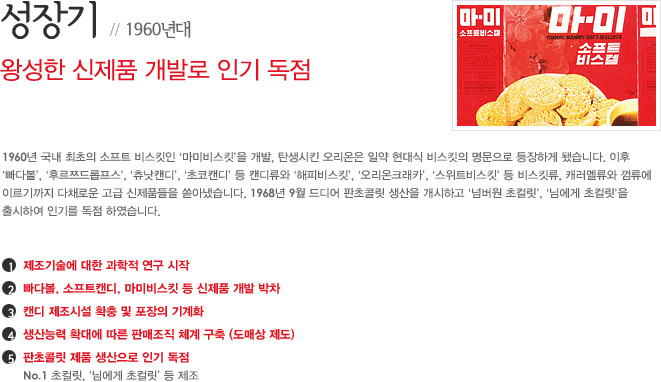 성장기 // 1960년대
왕성한 신제품 개발로 인기 독점
마·미
소프트비스켙
마·미
ORION MAMMY SOFT BISCUITS
소프트
비스켙
1960년 국내 최초의 소프트 비스킷인 ‘마미비스킷’을 개발, 탄생시킨 오리온은 일약 현대식 비스킷의 명문으로 등장하게 됐습니다. 이후
‘빠다볼’, ‘후르쯔드롭프스’, ‘츄낫캔디’, ‘초코캔디’ 등 캔디류와 ‘해피비스킷’, ‘오리온크래카’, ‘스위트비스킷’ 등 비스킷류, 캐러멜류와 껌류에
이르기까지 다채로운 고급 신제품들을 쏟아냈습니다. 1968년 9월 드디어 판초콜릿 생산을 개시하고 ‘넘버원 초컬릿’, ‘님에게 초컬릿’을
출시하여 인기를 독점 하였습니다.
1 제조기술에 대한 과학적 연구 시작
2 빠다볼, 소프트캔디, 마미비스킷 등 신제품 개발 박차
3 캔디 제조시설 확충 및 포장의 기계화
4 생산능력 확대에 따른 판매조직 체계 구축 (도매상 제도)
5 판초콜릿 제품 생산으로 인기 독점
No.1 초컬릿, ‘님에게 초컬릿’ 등 제조